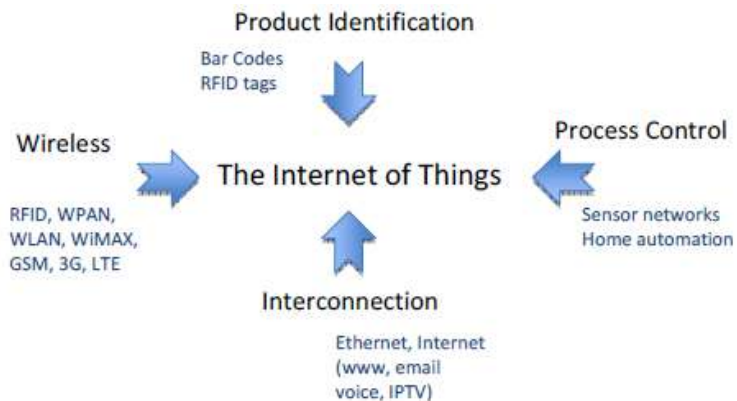 Product Identification
Bar Codes
RFID tags
Wireless
Process Control
The Internet of Things
RFID, WPAN,
WLAN, WiMAX,
GSM, 3G, LTE
Sensor networks
Home automation
Interconnection
Ethernet, Internet
(www, email
voice, IPTV)